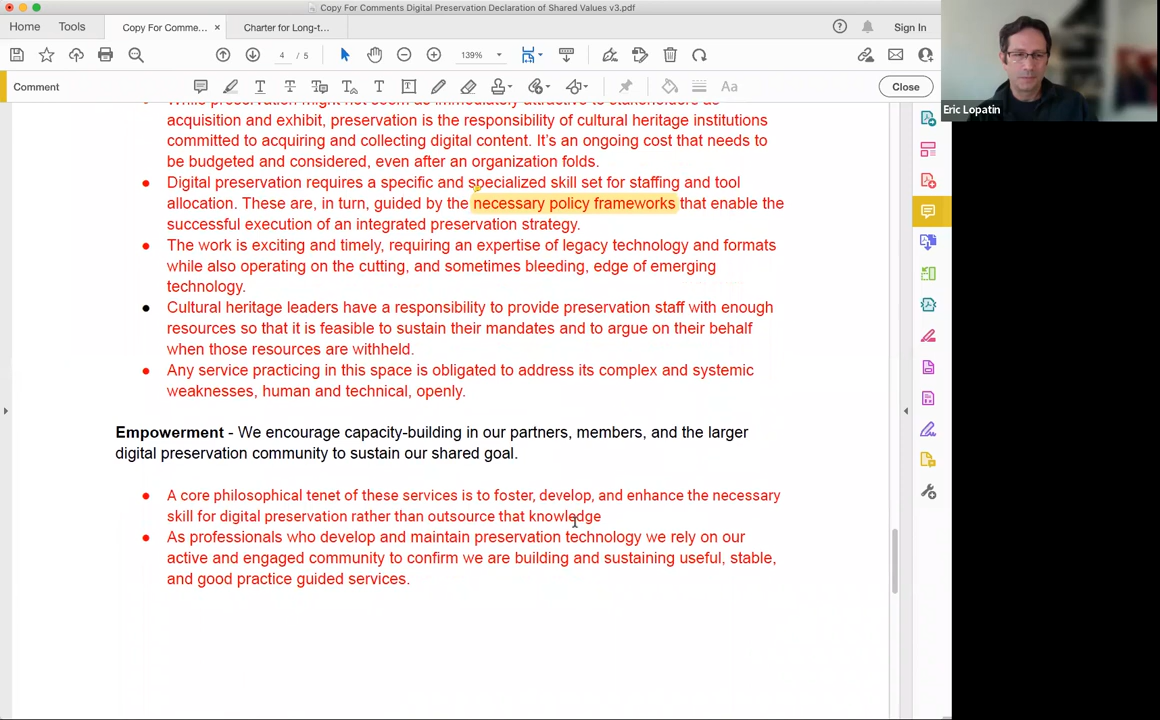 Copy For Comments Digital Preservation Declaration of Shared Values v3.pdf
Home
Tools
Copy For Comme... ×
Charter for Long-t...
Sign In
4 / 5
139%
Comment
Close
Eric Lopatin
While preservation might not seem as immediately attractive to stakeholders as
acquisition and exhibit, preservation is the responsibility of cultural heritage institutions
committed to acquiring and collecting digital content. It's an ongoing cost that needs to
be budgeted and considered, even after an organization folds.
• Digital preservation requires a specific and specialized skill set for staffing and tool
allocation. These are, in turn, guided by the necessary policy frameworks that enable the
successful execution of an integrated preservation strategy.
• The work is exciting and timely, requiring an expertise of legacy technology and formats
while also operating on the cutting, and sometimes bleeding, edge of emerging
technology.
• Cultural heritage leaders have a responsibility to provide preservation staff with enough
resources so that it is feasible to sustain their mandates and to argue on their behalf
when those resources are withheld.
• Any service practicing in this space is obligated to address its complex and systemic
weaknesses, human and technical, openly.
Empowerment - We encourage capacity-building in our partners, members, and the larger
digital preservation community to sustain our shared goal.
• A core philosophical tenet of these services is to foster, develop, and enhance the necessary
skill for digital preservation rather than outsource that knowledge
• As professionals who develop and maintain preservation technology we rely on our
active and engaged community to confirm we are building and sustaining useful, stable,
and good practice guided services.